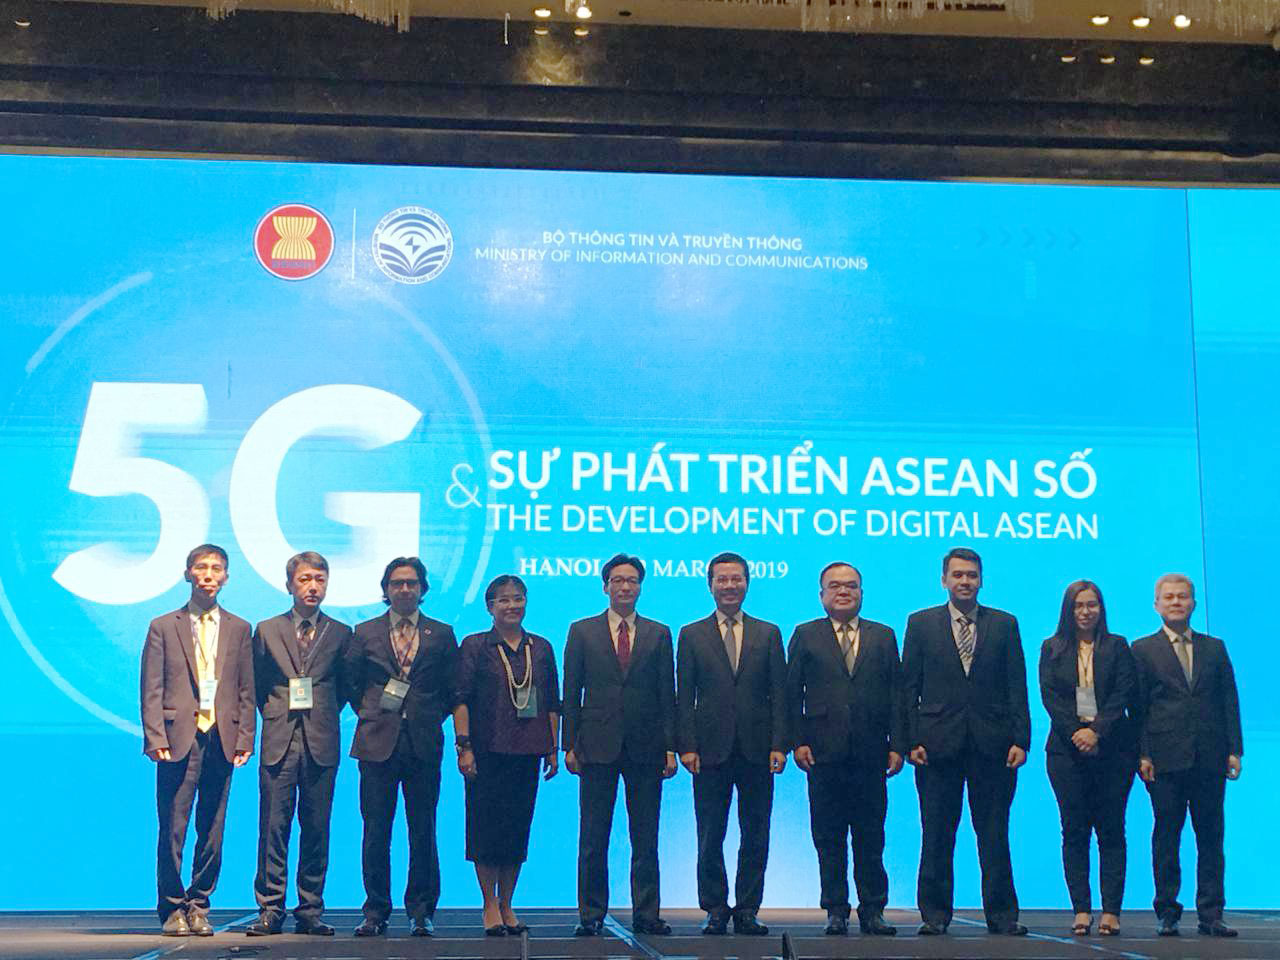 BỘ THÔNG TIN VÀ TRUYỀN THÔNG
MINISTRY OF INFORMATION AND COMMUNICATIONS
5G
& SỰ PHÁT TRIỂN ASEAN SỐ
THE DEVELOPMENT OF DIGITAL ASEAN
HANOI 2019